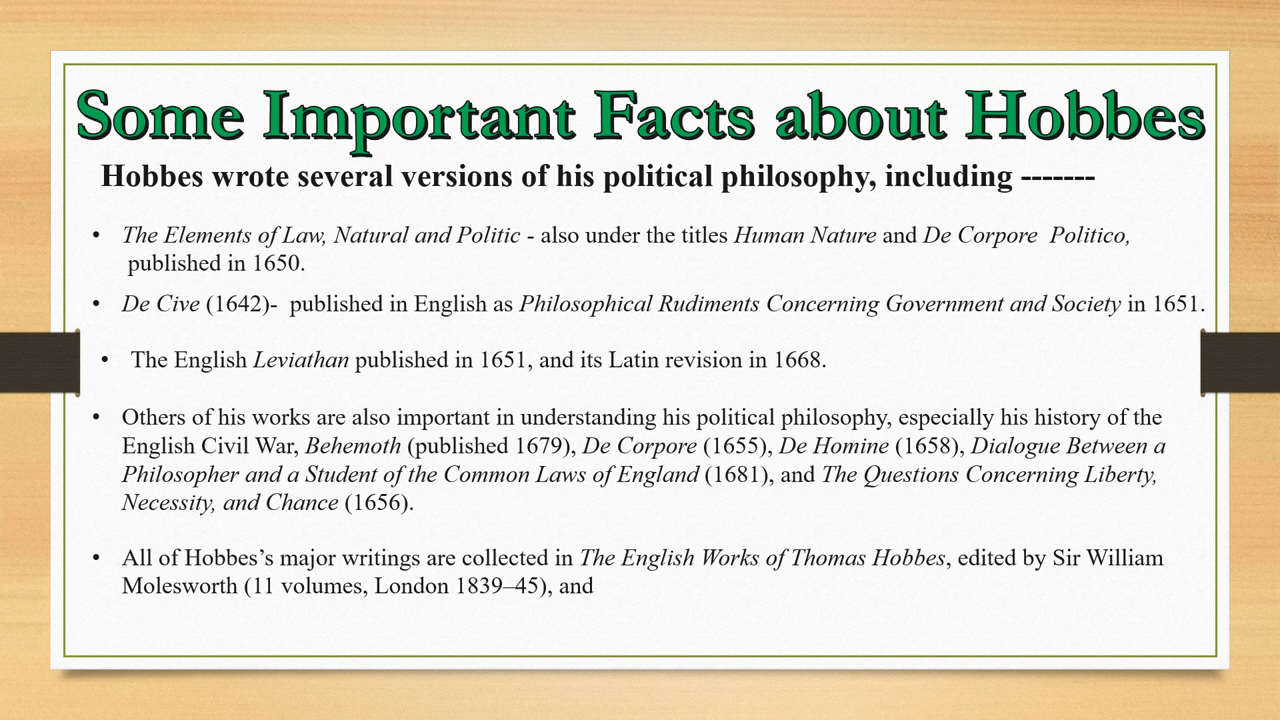 Some Important Facts about Hobbes
Hobbes wrote several versions of his political philosophy, including -------
• The Elements of Law, Natural and Politic - also under the titles Human Nature and De Corpore  Politico,
published in 1650.
• De Cive (1642)-  published in English as Philosophical Rudiments Concerning Government and Society in 1651.
• The English Leviathan published in 1651, and its Latin revision in 1668.
• Others of his works are also important in understanding his political philosophy, especially his history of the
English Civil War, Behemoth (published 1679), De Corpore (1655), De Homine (1658), Dialogue Between a
Philosopher and a Student of the Common Laws of England (1681), and The Questions Concerning Liberty,
Necessity, and Chance (1656).
• All of Hobbes’s major writings are collected in The English Works of Thomas Hobbes, edited by Sir William
Molesworth (11 volumes, London 1839–45), and